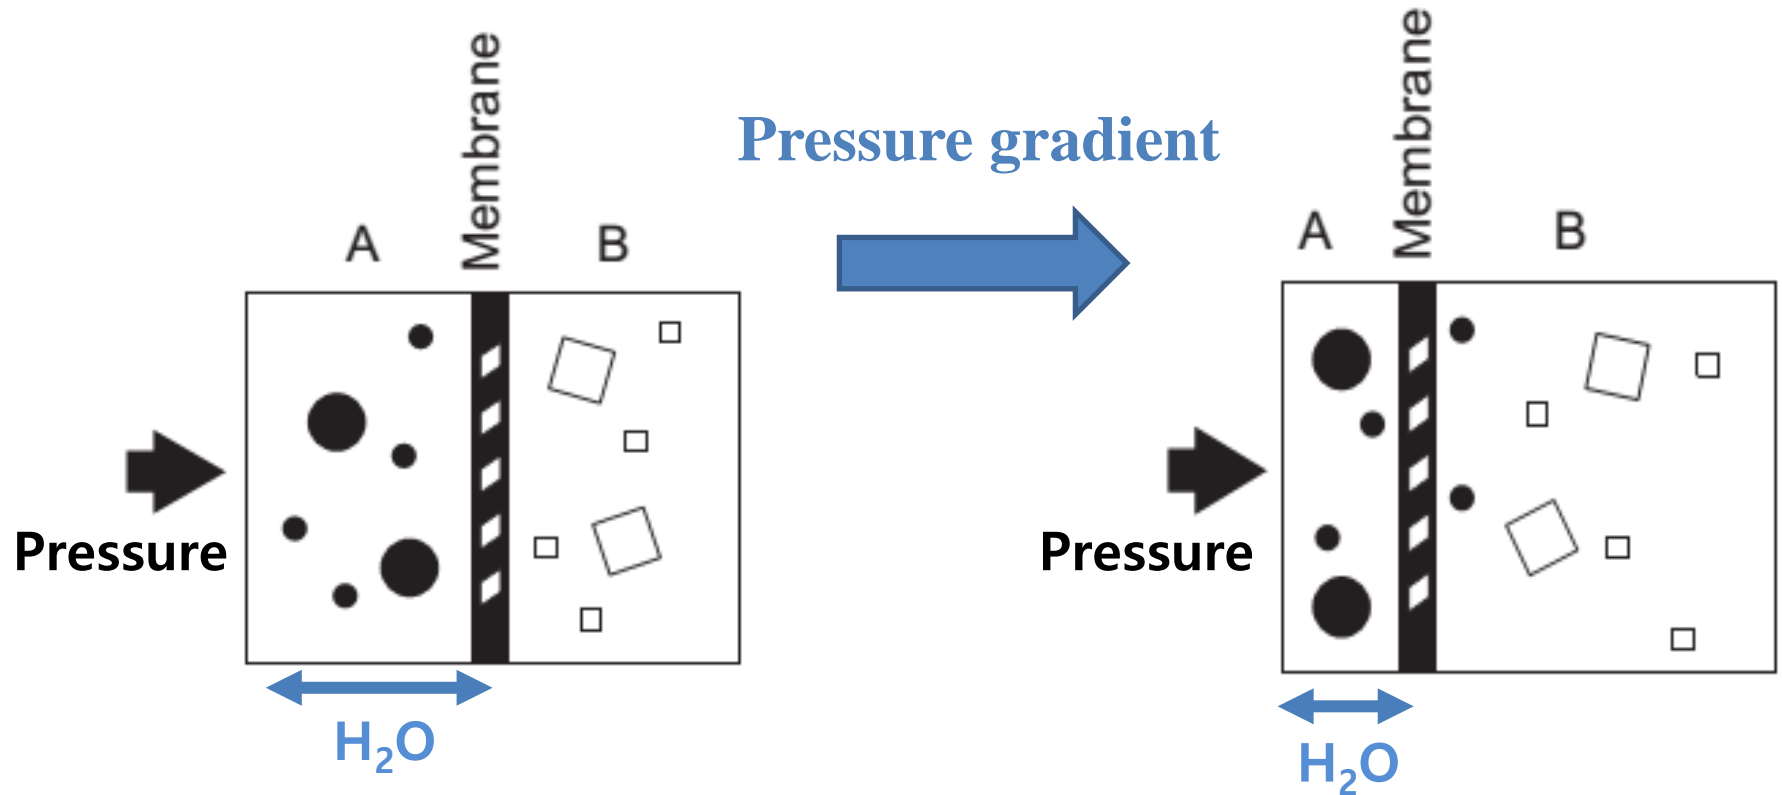 Membrane
A
B
Pressure
H₂O
Pressure gradient
Membrane
A
B
Pressure
H₂O